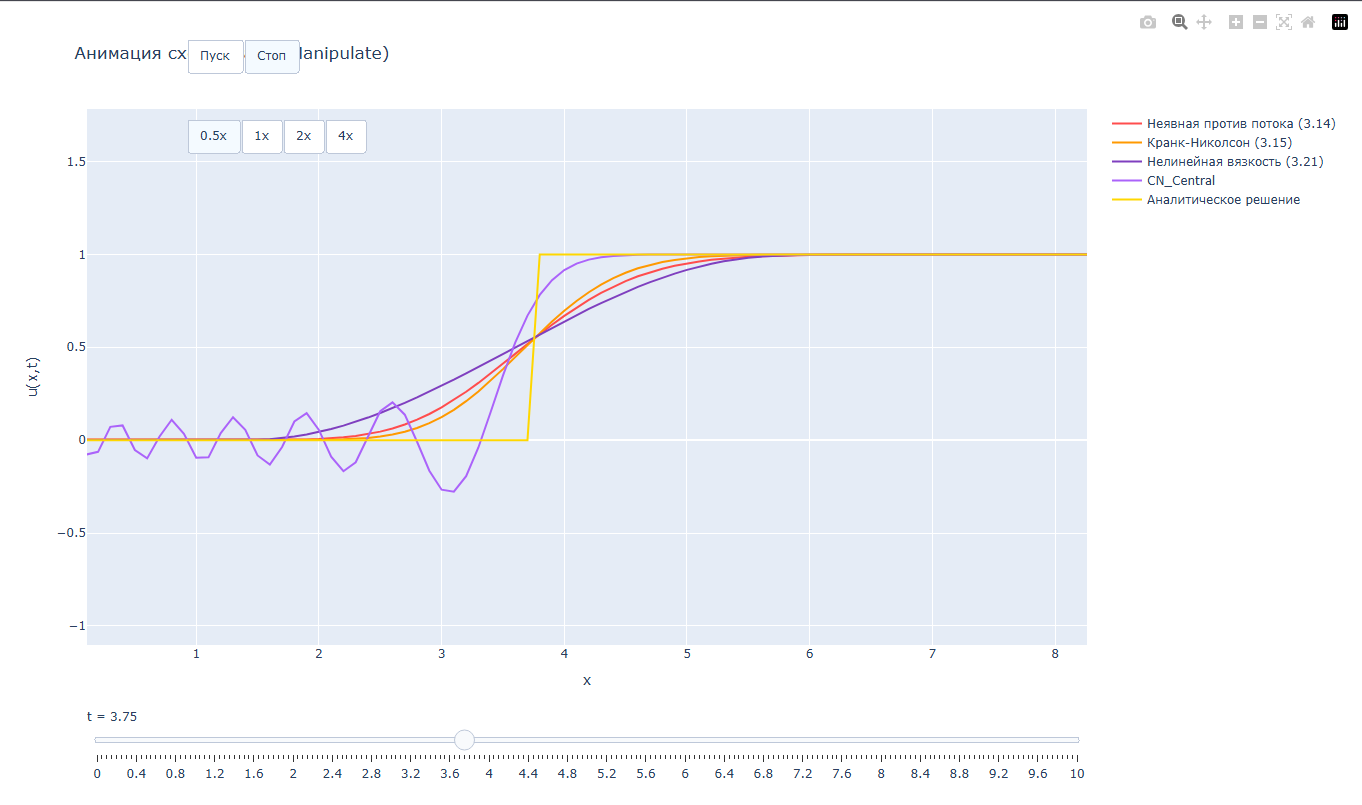 Анимация сх
Пуск
Стоп
anipulate)
0.5x
1x
2x
4x
Неявная против потока (3.14)
Кранк-Николсон (3.15)
Нелинейная вязкость (3.21)
CN_Central
Аналитическое решение
1.5
1
0.5
0
−0.5
−1
u(x,t)
1 2 3 4 5 6 7 8
x
t = 3.75
0 0.4 0.8 1.2 1.6 2 2.4 2.8 3.2 3.6 4 4.4 4.8 5.2 5.6 6 6.4 6.8 7.2 7.6 8 8.4 8.8 9.2 9.6 10